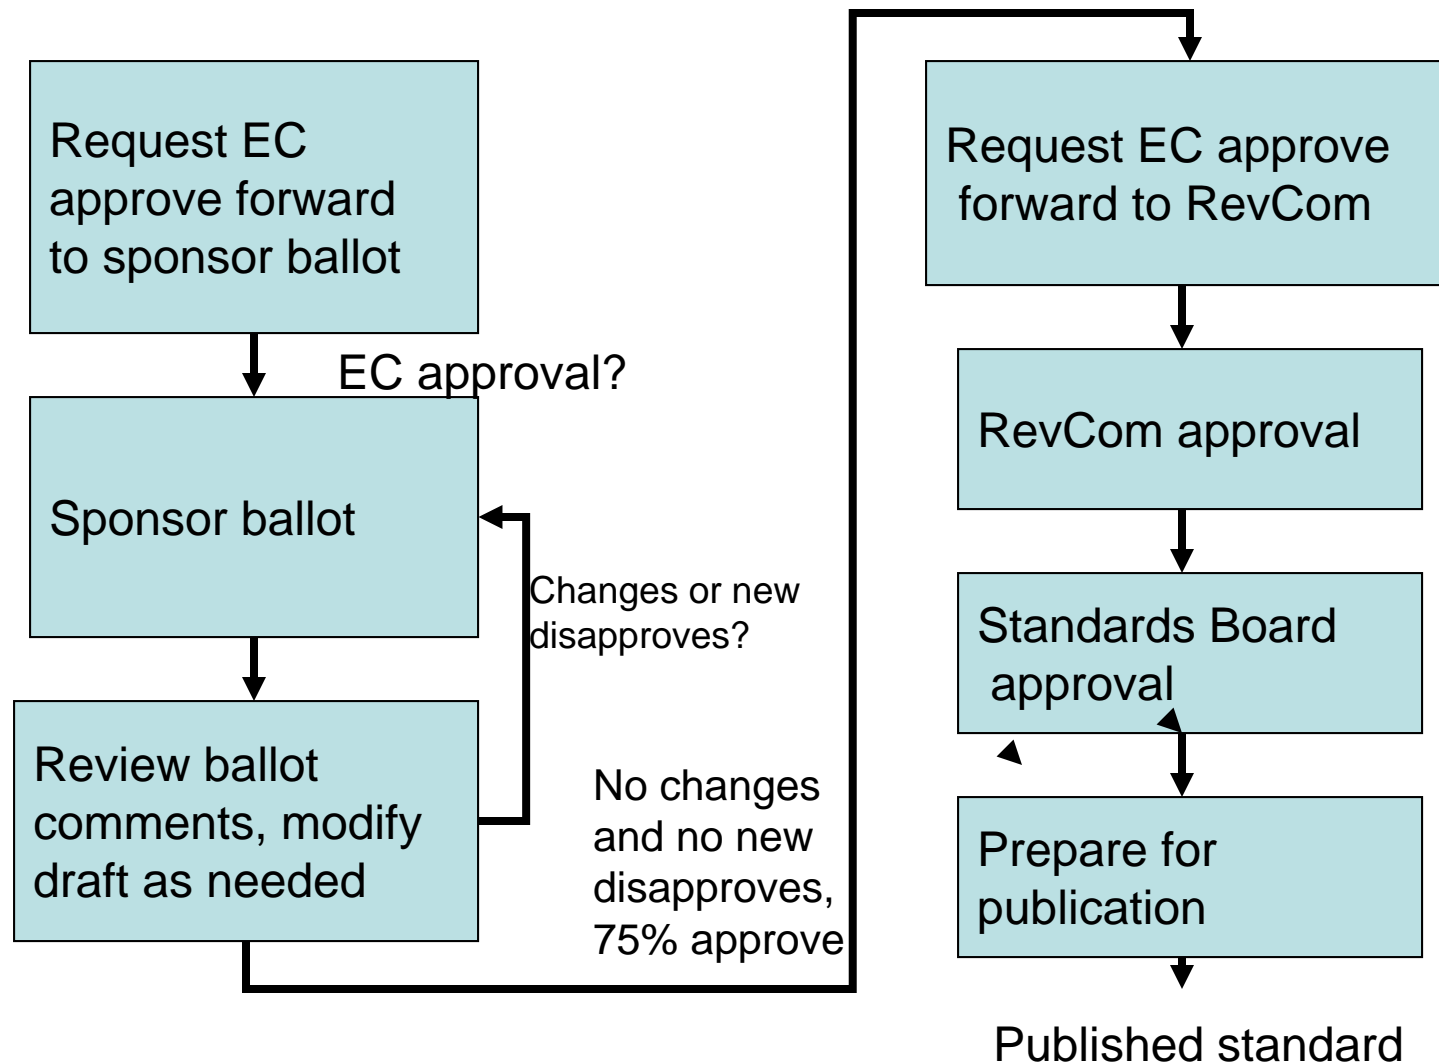 Request EC
approve forward
to sponsor ballot
EC approval?
Sponsor ballot
Changes or new
disapproves?
Review ballot
comments, modify
draft as needed
No changes
and no new
disapproves,
75% approve
Request EC approve
forward to RevCom
RevCom approval
Standards Board
approval
Prepare for
publication
Published standard